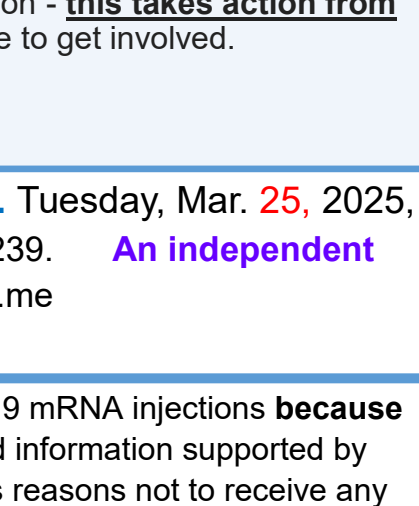 on - this takes action from
e to get involved.
. Tuesday, Mar. 25, 2025,
239. An independent
.me
9 mRNA injections because
d information supported by
s reasons not to receive any